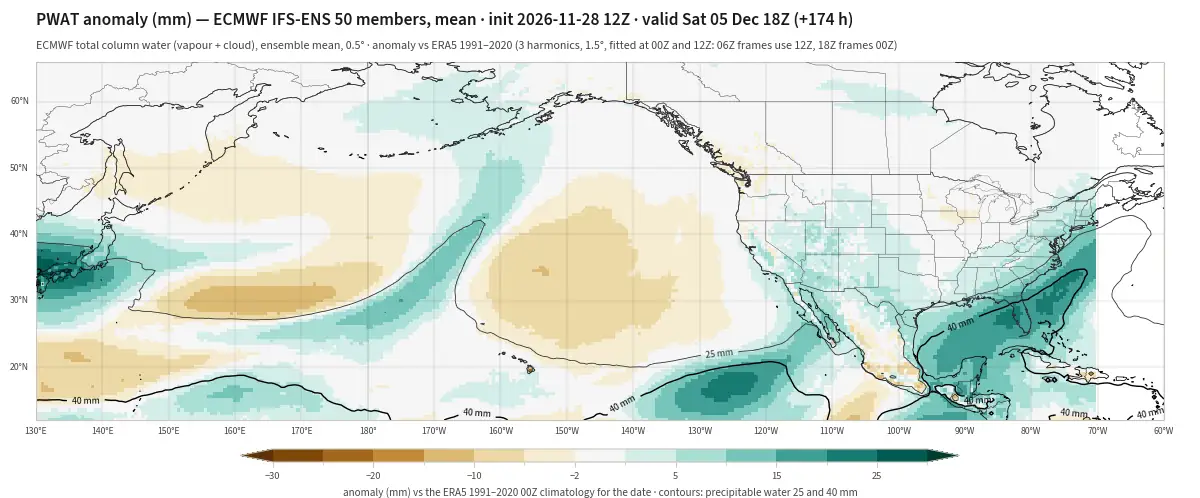 PWAT anomaly (mm) — ECMWF IFS-ENS 50 members, mean · init 2026-11-28 12Z · valid Sat 05 Dec 18Z (+174 h)
ECMWF total column water (vapour + cloud), ensemble mean, 0.5° · anomaly vs ERA5 1991–2020 (3 harmonics, 1.5°, fitted at 00Z and 12Z: 06Z frames use 12Z, 18Z frames 00Z)
60°N
50°N
40°N
30°N
20°N
40 mm
25 mm
40 mm
40 mm
40 mm
40 mm
40 mm
40 mm
130°E 140°E 150°E 160°E 170°E 180° 170°W 160°W 150°W 140°W 130°W 120°W 110°W 100°W 90°W 80°W 70°W 60°W
−30 −20 −10 −2 5 15 25
anomaly (mm) vs the ERA5 1991–2020 00Z climatology for the date · contours: precipitable water 25 and 40 mm